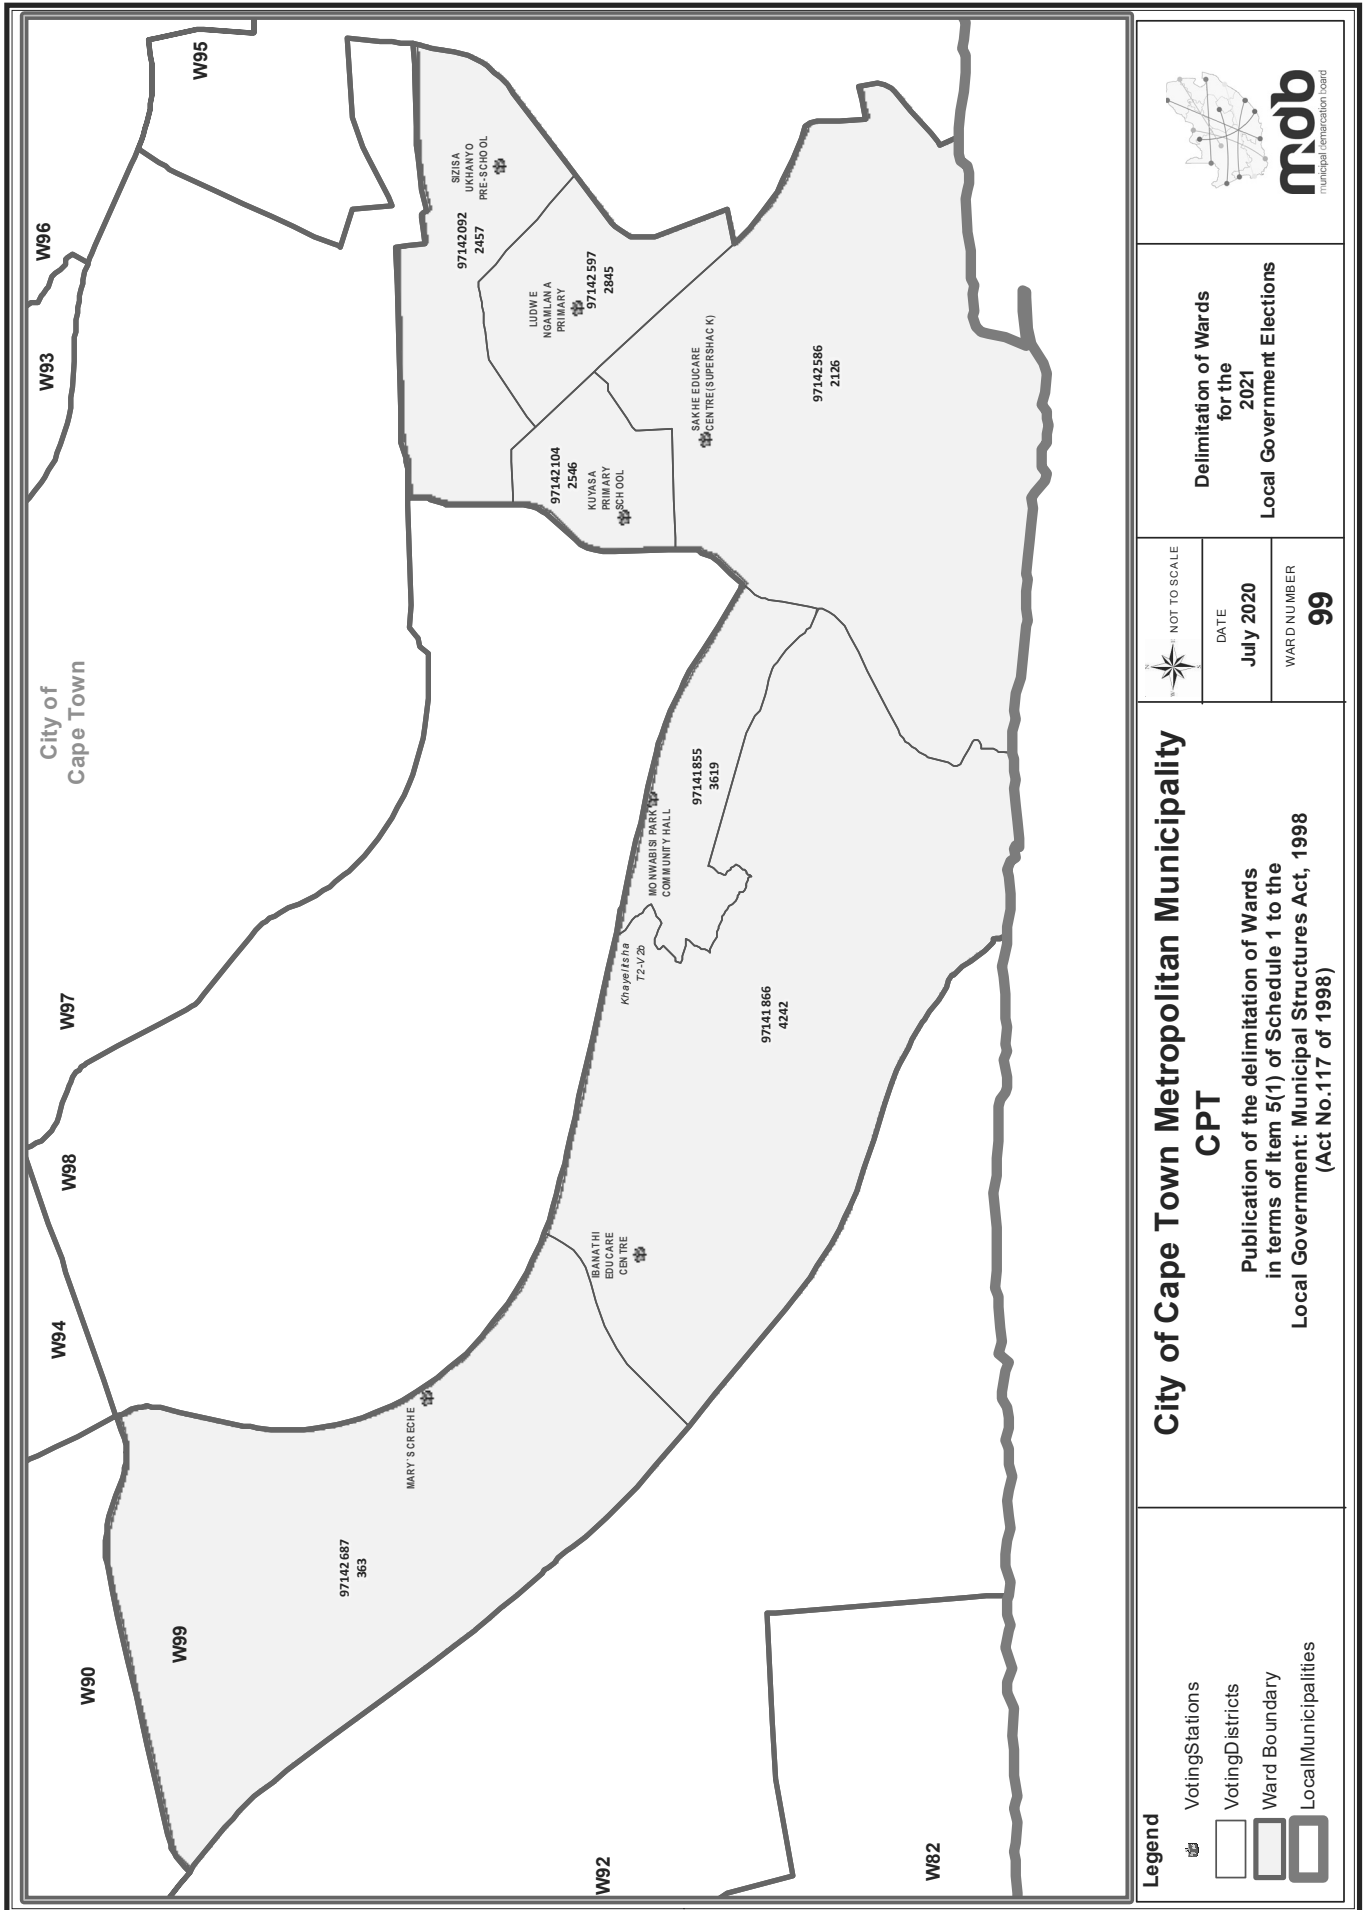 W95
W96
W93
City of
Cape Town
W97
W98
W94
W90
W99
W92
W82
SIZISA
UKHANYO
PRE-SCHOOL
97142092
2457
LUDWE
NGAMLANA
PRIMARY
97142597
2845
97142104
2546
KUYASA
PRIMARY
SCHOOL
SAKHE EDUCARE
CENTRE(SUPERSHACK)
97142586
2126
97141855
3619
MONWABISI PARK
COMMUNITY HALL
Khayelitsha
T2-V2b
97141866
4242
IBANATHI
EDUCARE
CENTRE
MARY'S CRECHE
97142687
363
Legend
Voting Stations
Voting Districts
Ward Boundary
Local Municipalities
City of Cape Town Metropolitan Municipality
CPT
Publication of the delimitation of Wards
in terms of Item 5(1) of Schedule 1 to the
Local Government: Municipal Structures Act, 1998
(Act No.117 of 1998)
N
E
S
W
NOT TO SCALE
DATE
July 2020
WARD NUMBER
99
Delimitation of Wards
for the
2021
Local Government Elections
mdb
municipal demarcation board